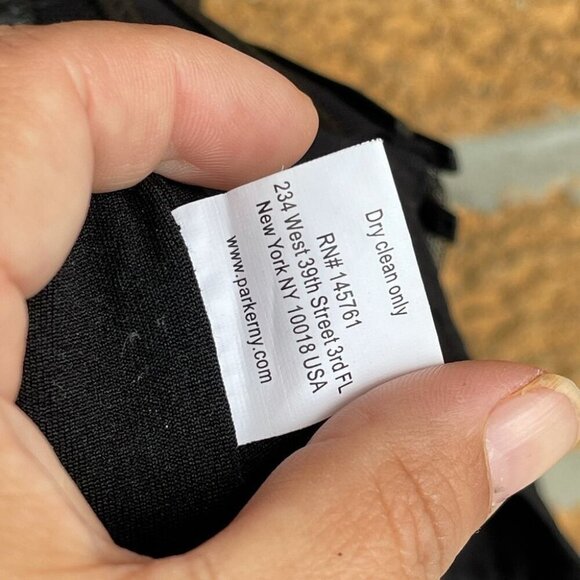 Dry clean only
RN# 145761
234 West 39th Street 3rd FL
New York NY 10018 USA
www.parkerny.com